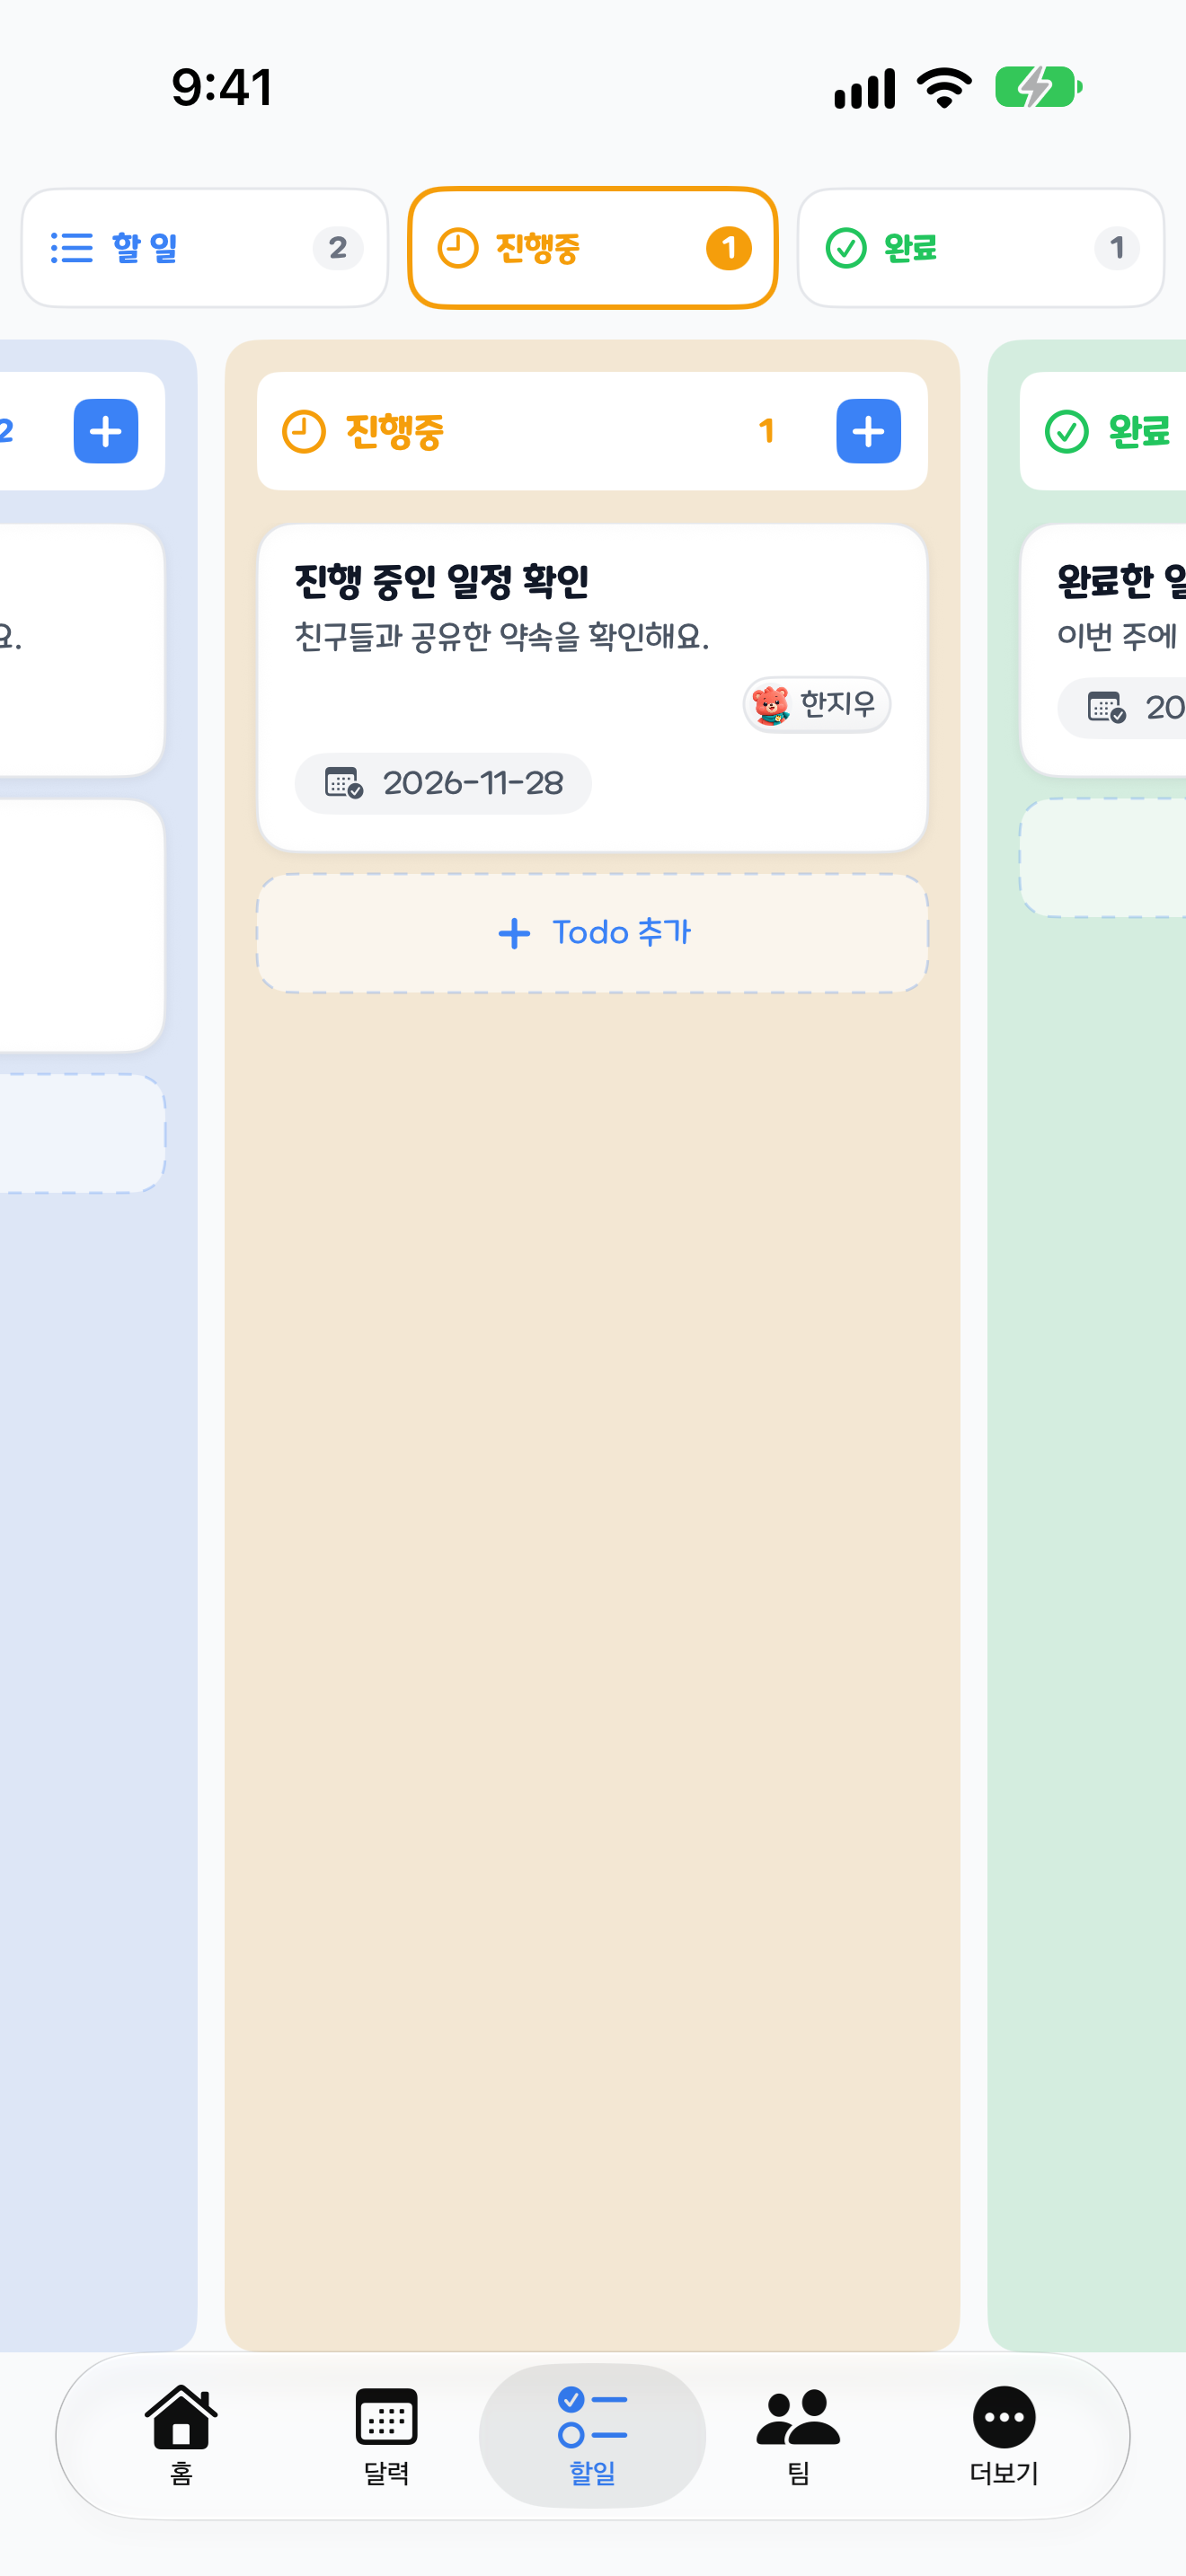 9:41
할 일 2
진행중 1
완료 1
2
진행중 1
완료
진행 중인 일정 확인
친구들과 공유한 약속을 확인해요.
한지우
2026-11-28
Todo 추가
요.
완료한 일
이번 주에
20
홈
달력
할일
팀
더보기